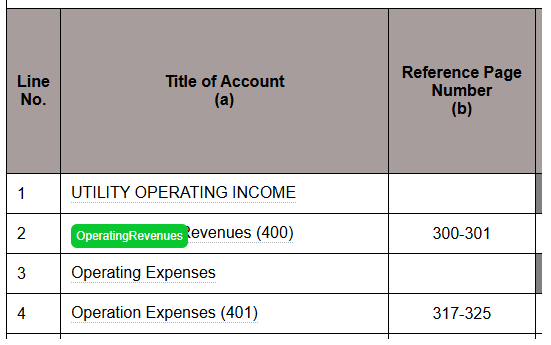 Line
No.
Title of Account
(a)
Reference Page
Number
(b)
1
UTILITY OPERATING INCOME
2
OperatingRevenues
Revenues (400)
300-301
3
Operating Expenses
4
Operation Expenses (401)
317-325